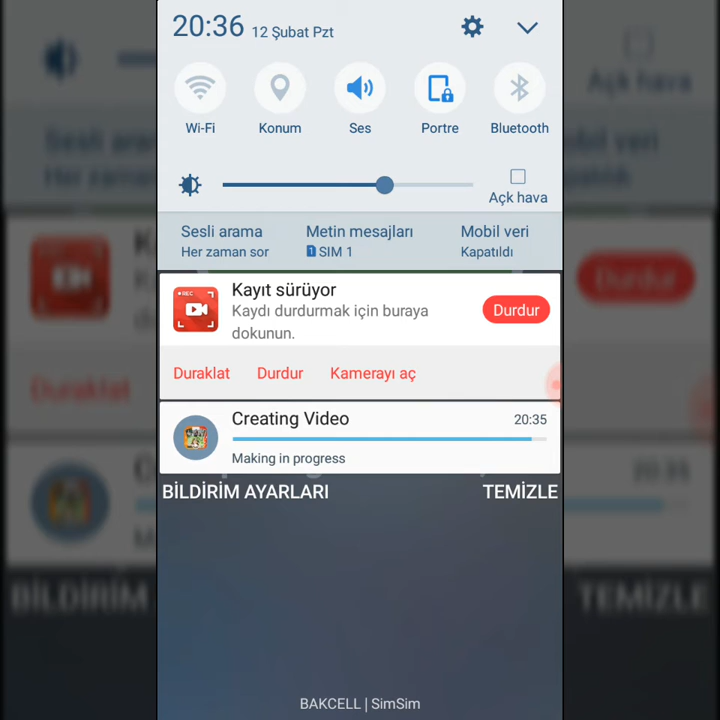 20:36 12 Şubat Pzt
Wi-Fi Konum Ses Portre Bluetooth
Açk hava
Sesli arama Metin mesajları Mobil veri
Her zaman sor 1 SIM 1 Kapatıldı
REC
Kayıt sürüyor
Kaydı durdurmak için buraya
dokunun.
Durdur
Duraklat Durdur Kamerayı aç
Creating Video 20:35
Making in progress
BİLDİRİM AYARLARI TEMİZLE
BAKCELL | SimSim